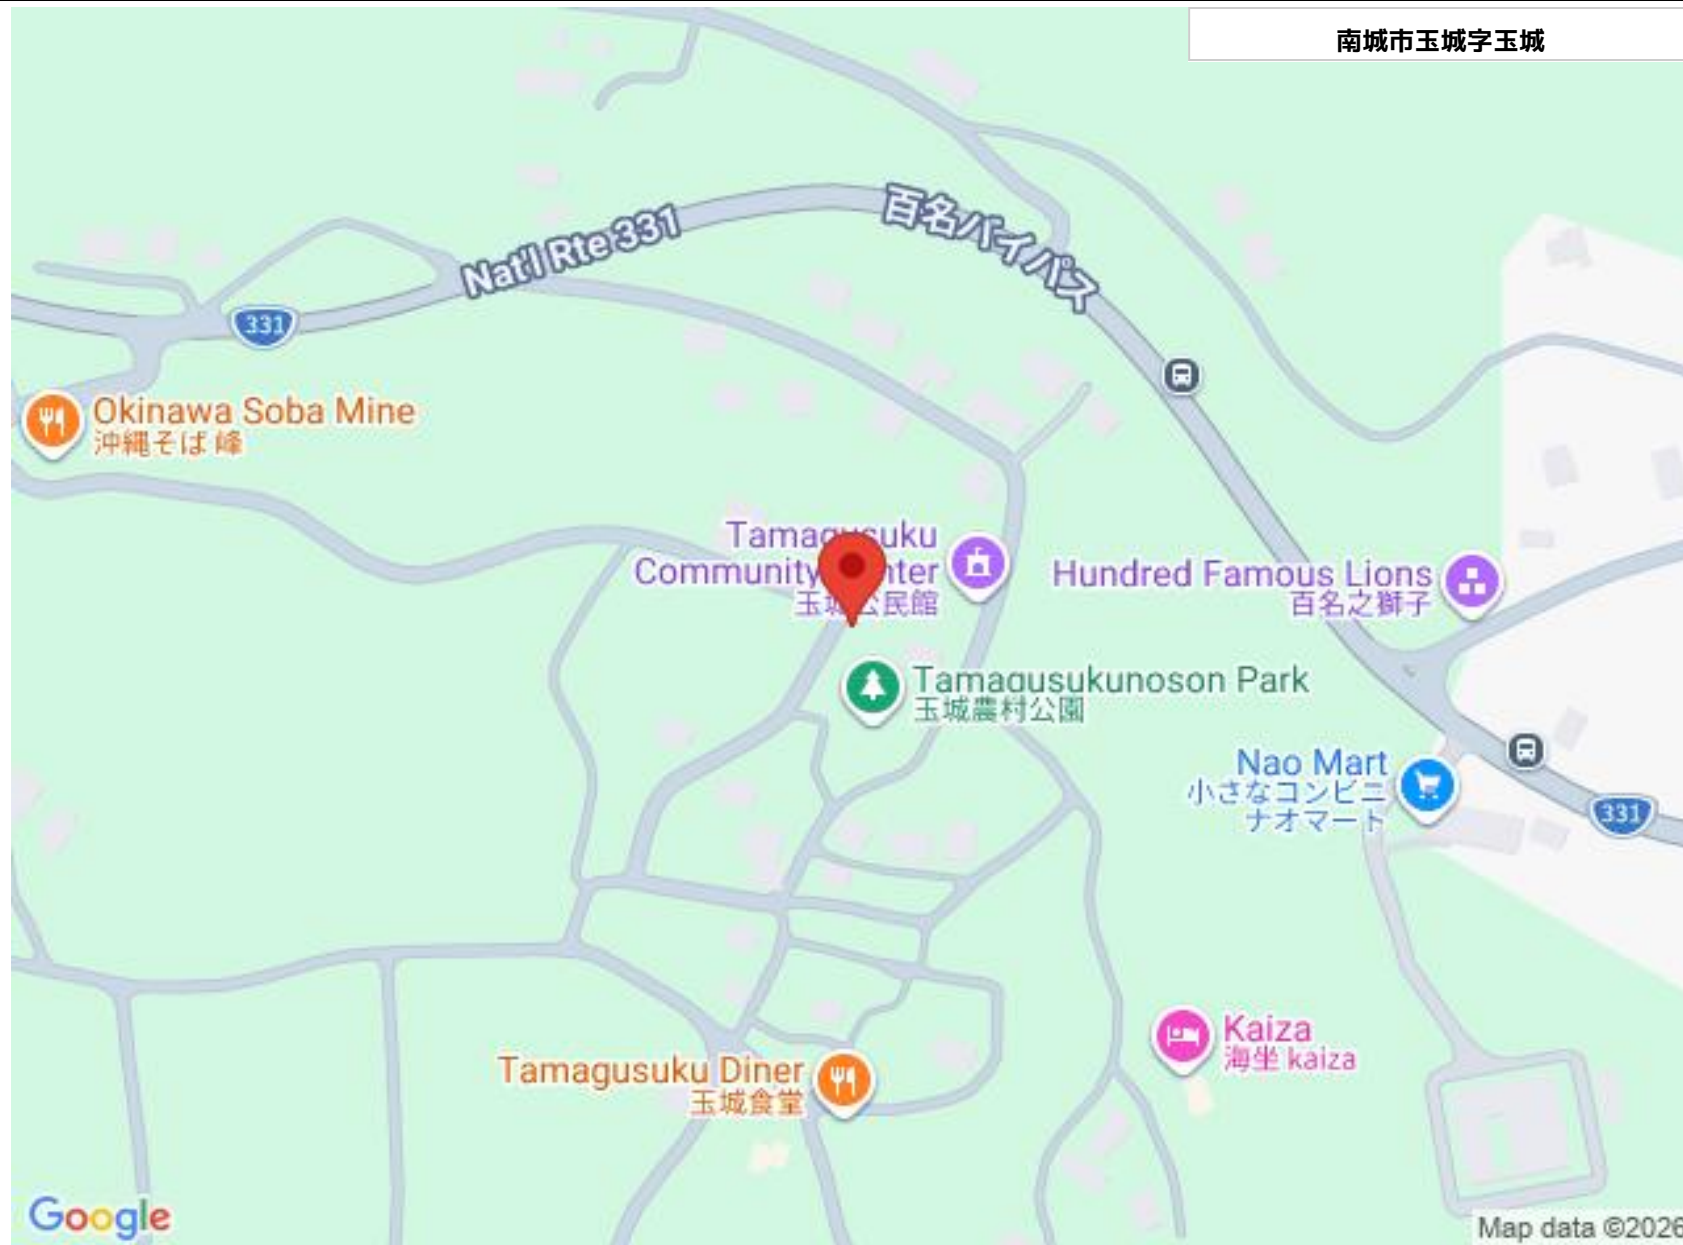 南城市玉城字玉城
百名バイパス
Nat'l Rte 331
331
Okinawa Soba Mine
沖縄そば 峰
Tamagusuku
Community
玉城公民館
Hundred Famous Lions
百名之獅子
Tamagusukunoson Park
玉城農村公園
Nao Mart
小さなコンビニ
ナオマート
331
Kaiza
海坐 kaiza
Tamagusuku Diner
玉城食堂
Google
Map data ©2026